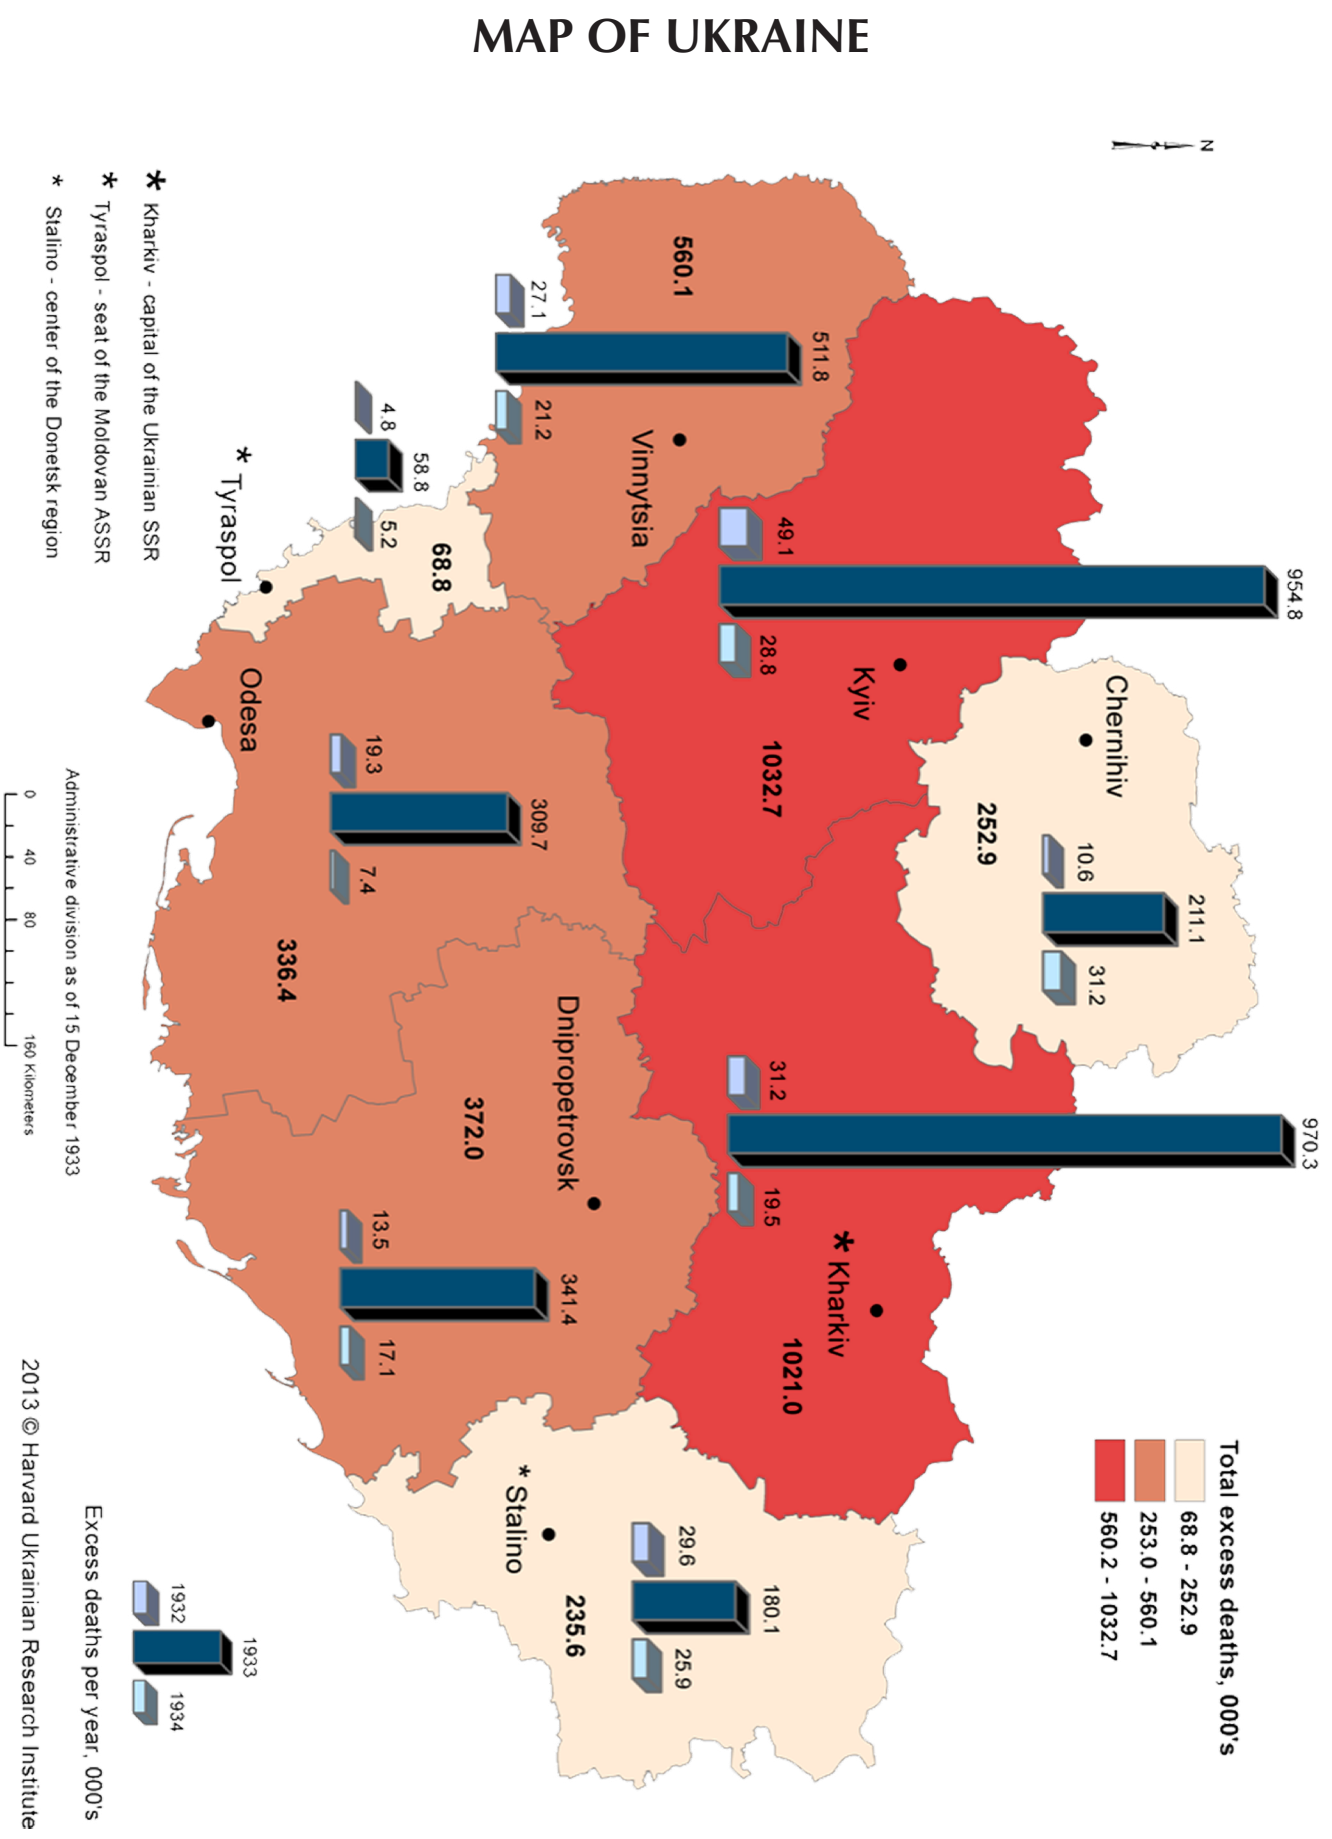 MAP OF UKRAINE
N
Total excess deaths, 000's
68.8 - 252.9
253.0 - 560.1
560.2 - 1032.7
Chernihiv
252.9
10.6
211.1
31.2
Kyiv
1032.7
49.1
954.8
28.8
* Kharkiv
1021.0
31.2
970.3
19.5
560.1
Vinnytsia
27.1
511.8
21.2
68.8
* Tyraspol
4.8
58.8
5.2
Odesa
336.4
19.3
309.7
7.4
Dnipropetrovsk
372.0
13.5
341.4
17.1
* Stalino
235.6
29.6
180.1
25.9
* Kharkiv - capital of the Ukrainian SSR
* Tyraspol - seat of the Moldovan ASSR
* Stalino - center of the Donetsk region
Administrative division as of 15 December 1933
0 40 80 160 Kilometers
1932
1933
1934
Excess deaths per year, 000's
2013 © Harvard Ukrainian Research Institute